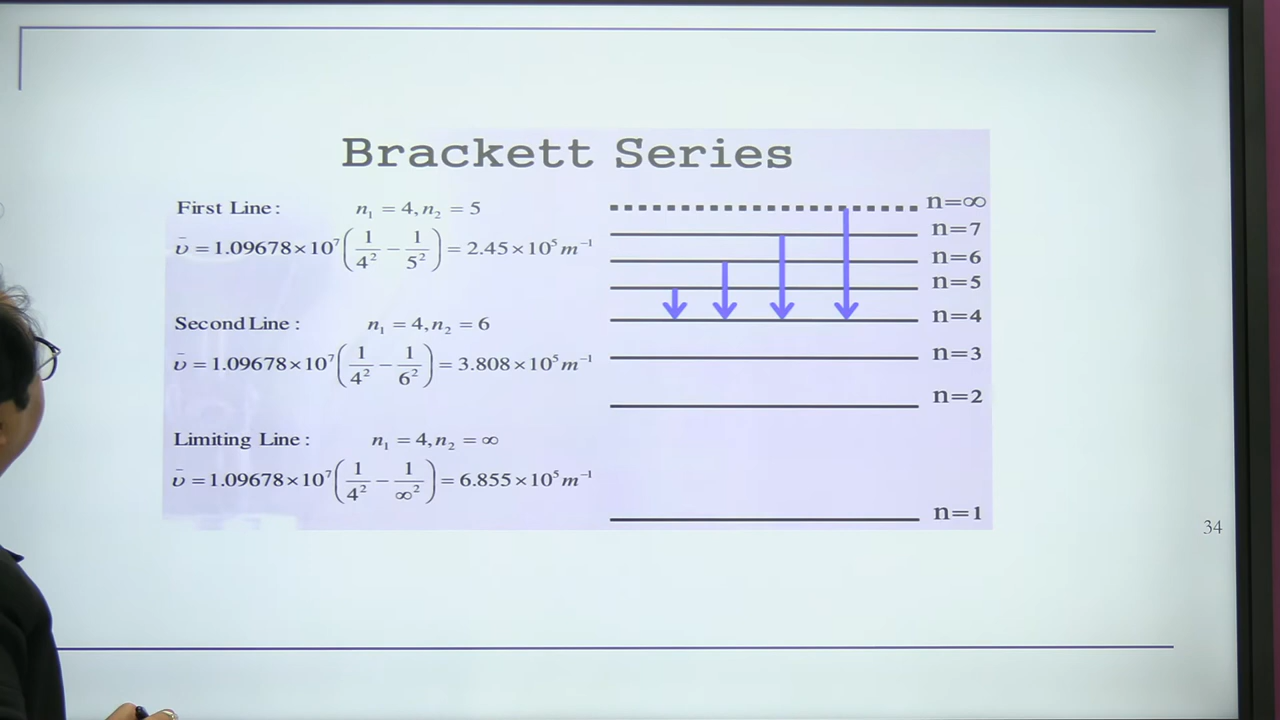 Brackett Series
First Line: n₁ = 4, n₂ = 5
ῡ = 1.09678×10⁷(1/4² − 1/5²) = 2.45×10⁵ m⁻¹
Second Line: n₁ = 4, n₂ = 6
ῡ = 1.09678×10⁷(1/4² − 1/6²) = 3.808×10⁵ m⁻¹
Limiting Line: n₁ = 4, n₂ = ∞
ῡ = 1.09678×10⁷(1/4² − 1/∞²) = 6.855×10⁵ m⁻¹
n=∞
n=7
n=6
n=5
n=4
n=3
n=2
n=1
34